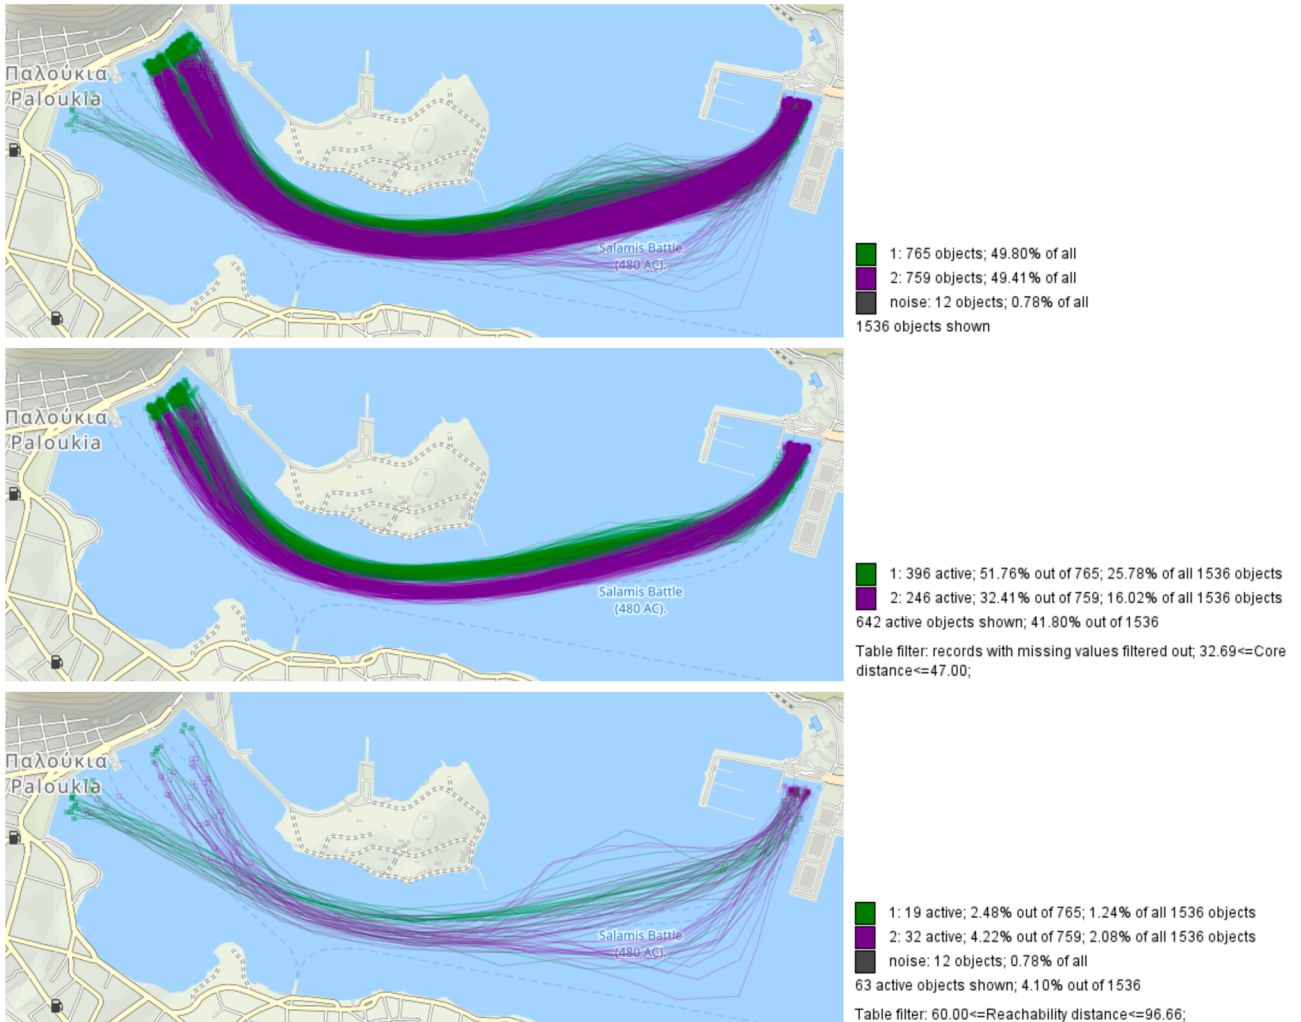 Παλούκια
Paloukia
Salamis Battle
(480 AC).
1: 765 objects; 49.80% of all
2: 759 objects; 49.41% of all
noise: 12 objects; 0.78% of all
1536 objects shown
Παλούκια
Paloukia
Salamis Battle
(480 AC).
1: 396 active; 51.76% out of 765; 25.78% of all 1536 objects
2: 246 active; 32.41% out of 759; 16.02% of all 1536 objects
642 active objects shown; 41.80% out of 1536
Table filter: records with missing values filtered out; 32.69<=Core
distance<=47.00;
Παλούκια
Paloukia
Salamis Battle
(480 AC).
1: 19 active; 2.48% out of 765; 1.24% of all 1536 objects
2: 32 active; 4.22% out of 759; 2.08% of all 1536 objects
noise: 12 objects; 0.78% of all
63 active objects shown; 4.10% out of 1536
Table filter: 60.00<=Reachability distance<=96.66;